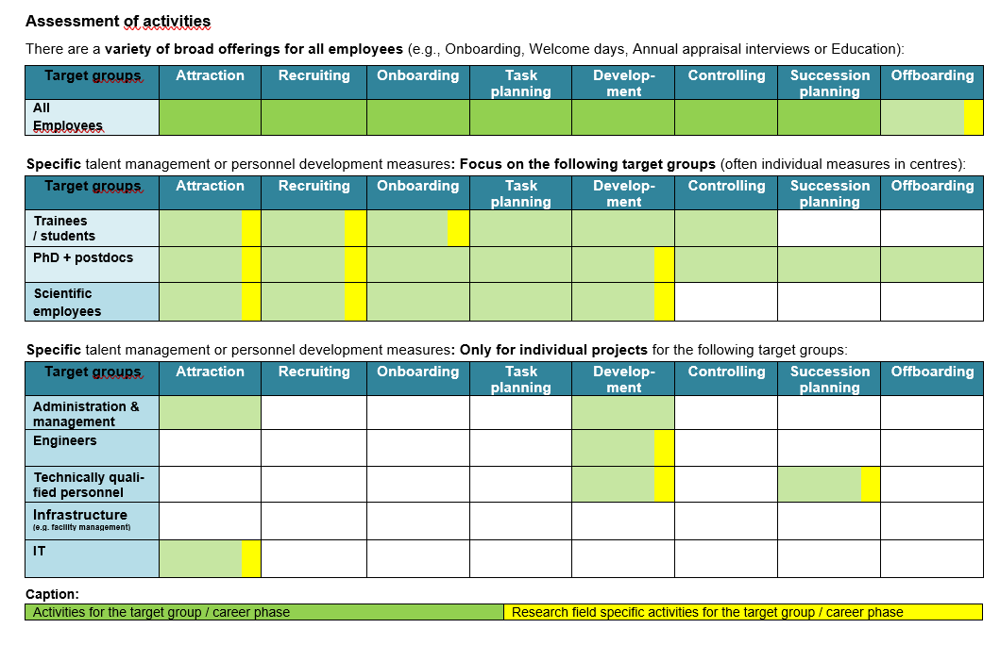 Assessment of activities
There are a variety of broad offerings for all employees (e.g., Onboarding, Welcome days, Annual appraisal interviews or Education):
Target groups Attraction Recruiting Onboarding Task planning Develop-ment Controlling Succession planning Offboarding
All
Employees
Specific talent management or personnel development measures: Focus on the following target groups (often individual measures in centres):
Target groups Attraction Recruiting Onboarding Task planning Develop-ment Controlling Succession planning Offboarding
Trainees
/ students
PhD + postdocs
Scientific
employees
Specific talent management or personnel development measures: Only for individual projects for the following target groups:
Target groups Attraction Recruiting Onboarding Task planning Develop-ment Controlling Succession planning Offboarding
Administration &
management
Engineers
Technically quali-
fied personnel
Infrastructure
(e.g. facility management)
IT
Caption:
Activities for the target group / career phase Research field specific activities for the target group / career phase